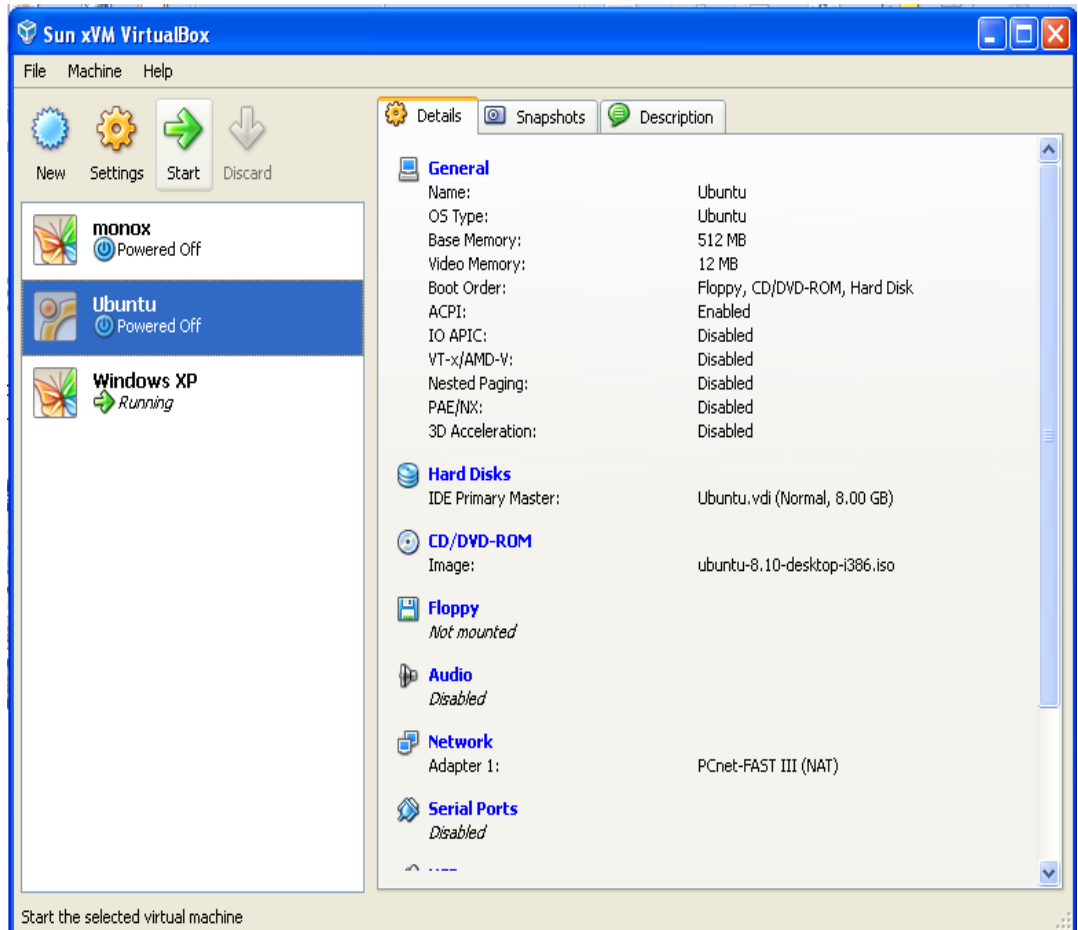 Sun xVM VirtualBox
File Machine Help
New Settings Start Discard
monox
Powered Off
Ubuntu
Powered Off
Windows XP
Running
Details Snapshots Description
General
Name: Ubuntu
OS Type: Ubuntu
Base Memory: 512 MB
Video Memory: 12 MB
Boot Order: Floppy, CD/DVD-ROM, Hard Disk
ACPI: Enabled
IO APIC: Disabled
VT-x/AMD-V: Disabled
Nested Paging: Disabled
PAE/NX: Disabled
3D Acceleration: Disabled
Hard Disks
IDE Primary Master: Ubuntu.vdi (Normal, 8.00 GB)
CD/DVD-ROM
Image: ubuntu-8.10-desktop-i386.iso
Floppy
Not mounted
Audio
Disabled
Network
Adapter 1: PCnet-FAST III (NAT)
Serial Ports
Disabled
Start the selected virtual machine